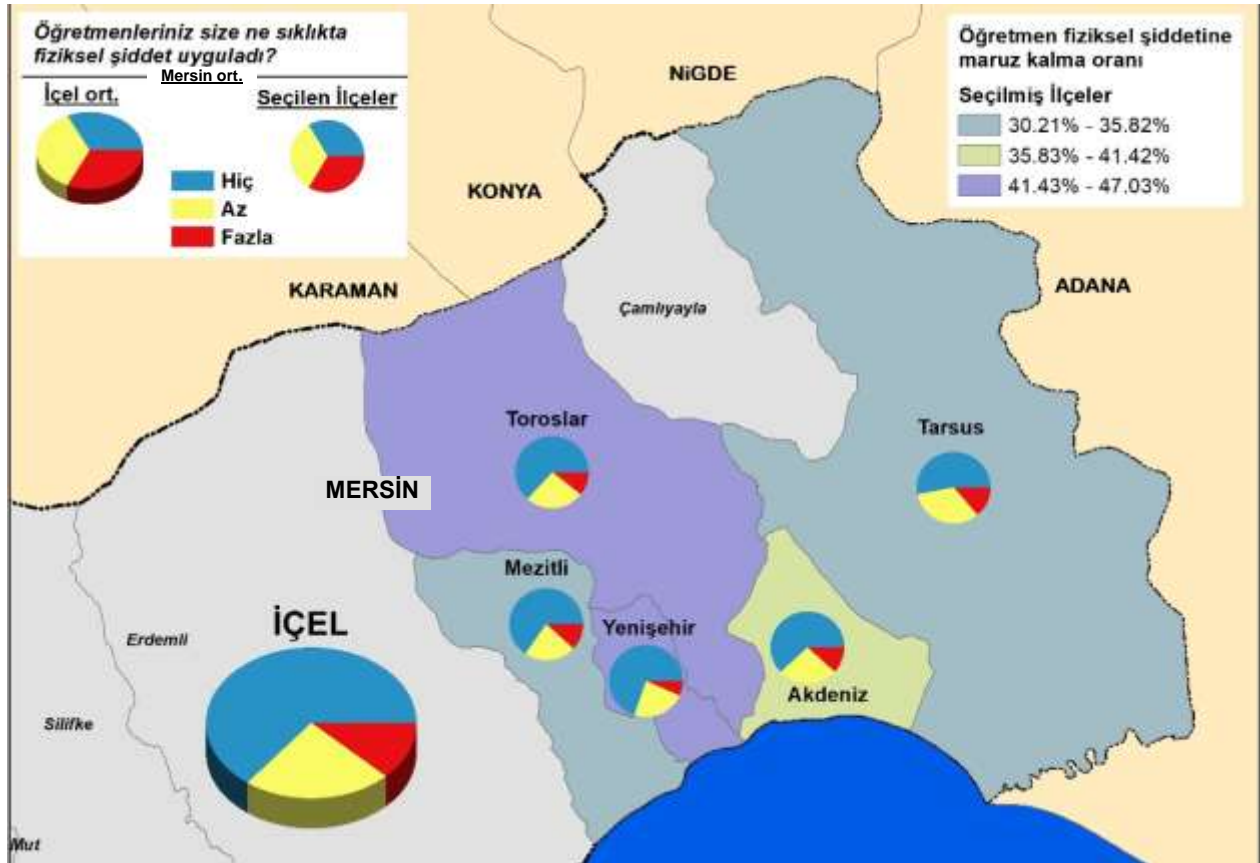 Öğretmenleriniz size ne sıklıkta
fiziksel şiddet uyguladı?
Mersin ort.
İçel ort.
Seçilen İlçeler
Hiç
Az
Fazla
Öğretmen fiziksel şiddetine
maruz kalma oranı
Seçilmiş İlçeler
30.21% - 35.82%
35.83% - 41.42%
41.43% - 47.03%
NiĞDE
KONYA
KARAMAN
ADANA
Çamlıyayla
Toroslar
Tarsus
MERSİN
Mezitli
Yenişehir
İÇEL
Erdemli
Akdeniz
Silifke
Mut